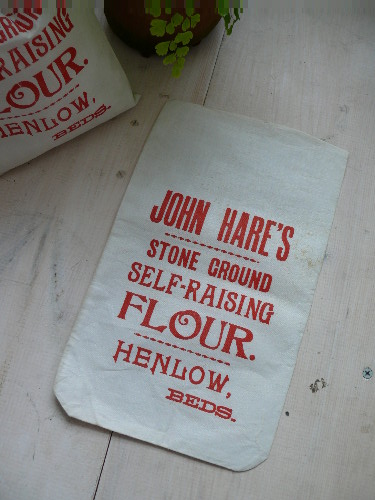 RAISING
FLOUR.
HENLOW,
BEDS.
JOHN HARE'S
STONE GROUND
SELF-RAISING
FLOUR.
HENLOW,
BEDS.